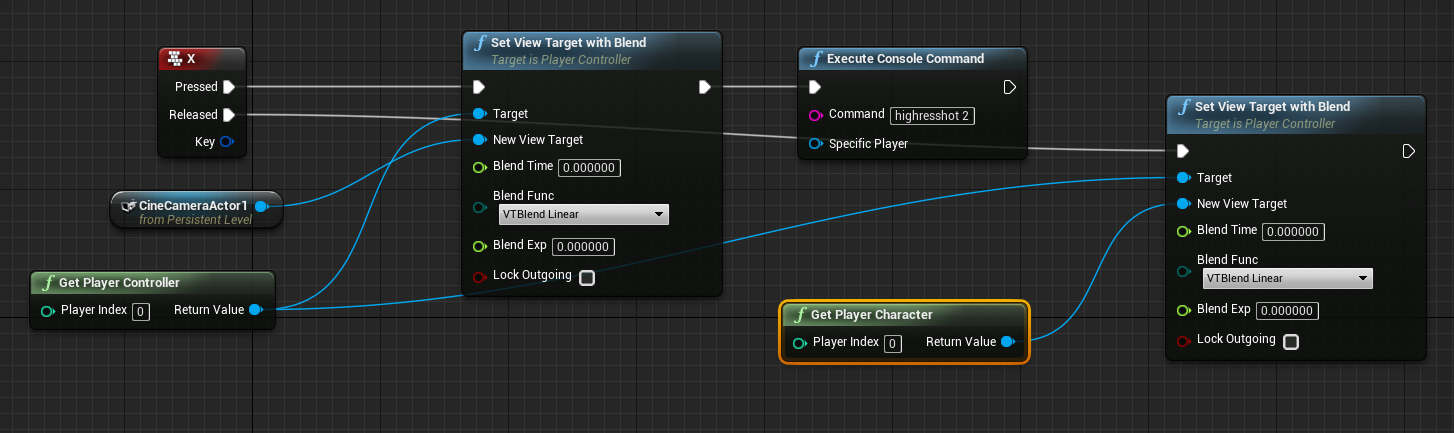 X
Pressed
Released
Key
CineCameraActor1
from Persistent Level
Get Player Controller
Player Index 0 Return Value
Set View Target with Blend
Target is Player Controller
Target
New View Target
Blend Time 0.000000
Blend Func
VTBlend Linear
Blend Exp 0.000000
Lock Outgoing
Execute Console Command
Command highresshot 2
Specific Player
Get Player Character
Player Index 0 Return Value
Set View Target with Blend
Target is Player Controller
Target
New View Target
Blend Time 0.000000
Blend Func
VTBlend Linear
Blend Exp 0.000000
Lock Outgoing